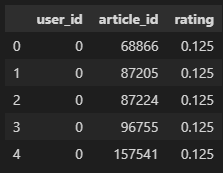 user_id article_id rating
0 0 68866 0.125
1 0 87205 0.125
2 0 87224 0.125
3 0 96755 0.125
4 0 157541 0.125